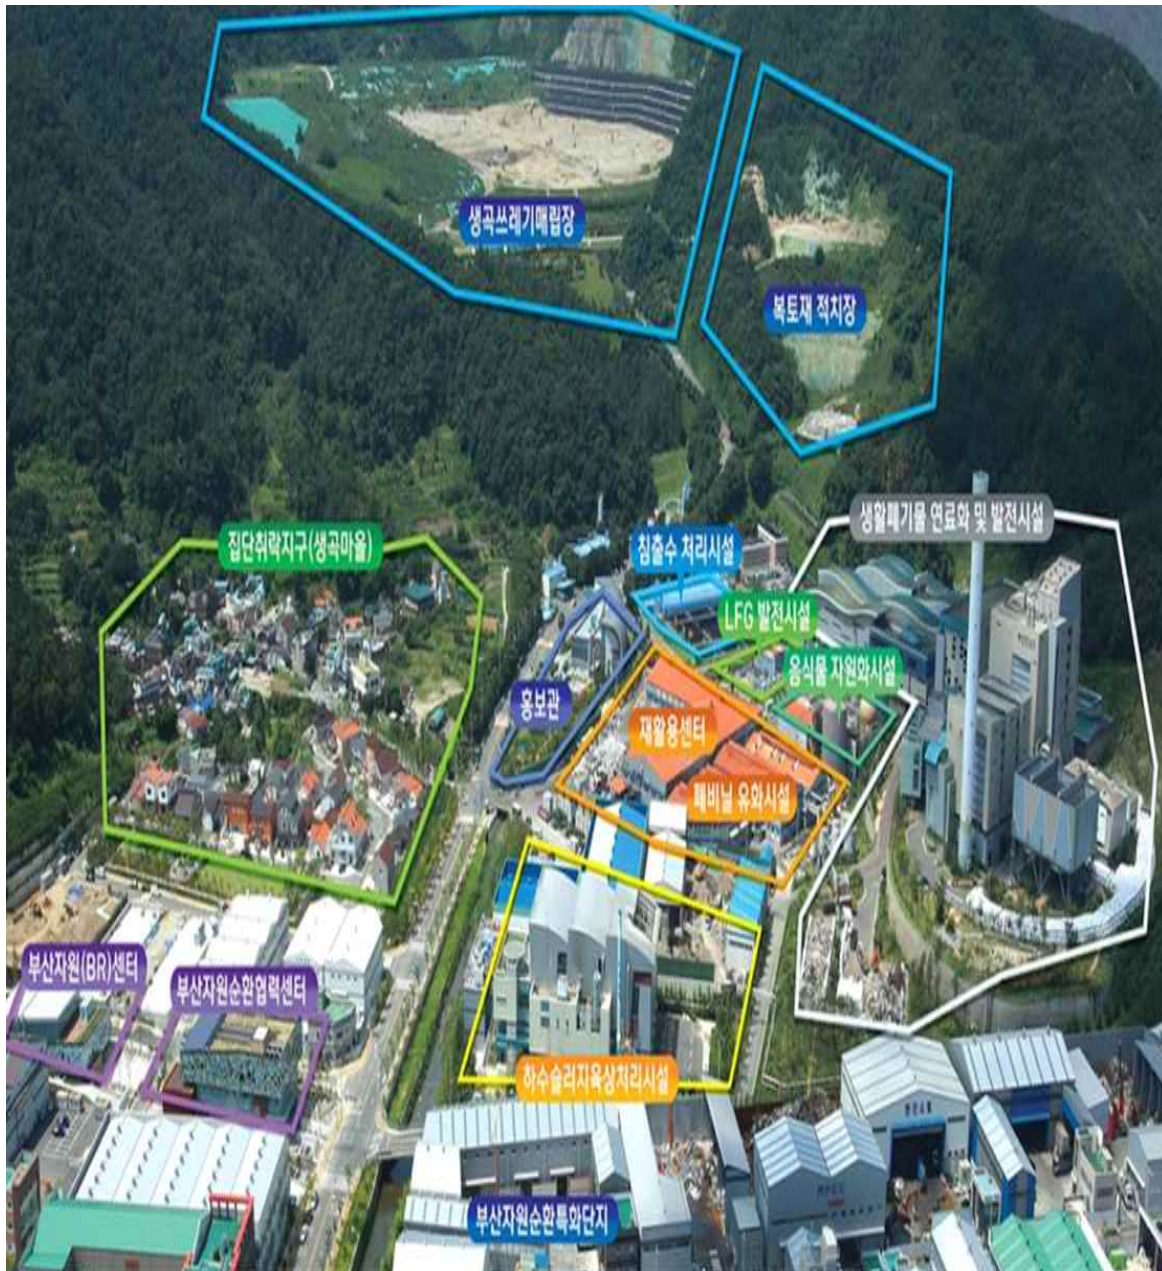 생곡쓰레기매립장
복토재 적치장
생활폐기물 연료화 및 발전시설
집단취락지구(생곡마을)
침출수 처리시설
LFG 발전시설
음식물 자원화시설
홍보관
재활용센터
폐비닐 유화시설
부산자원(BR)센터
부산자원순환협력센터
하수슬러지육상처리시설
부산자원순환특화단지